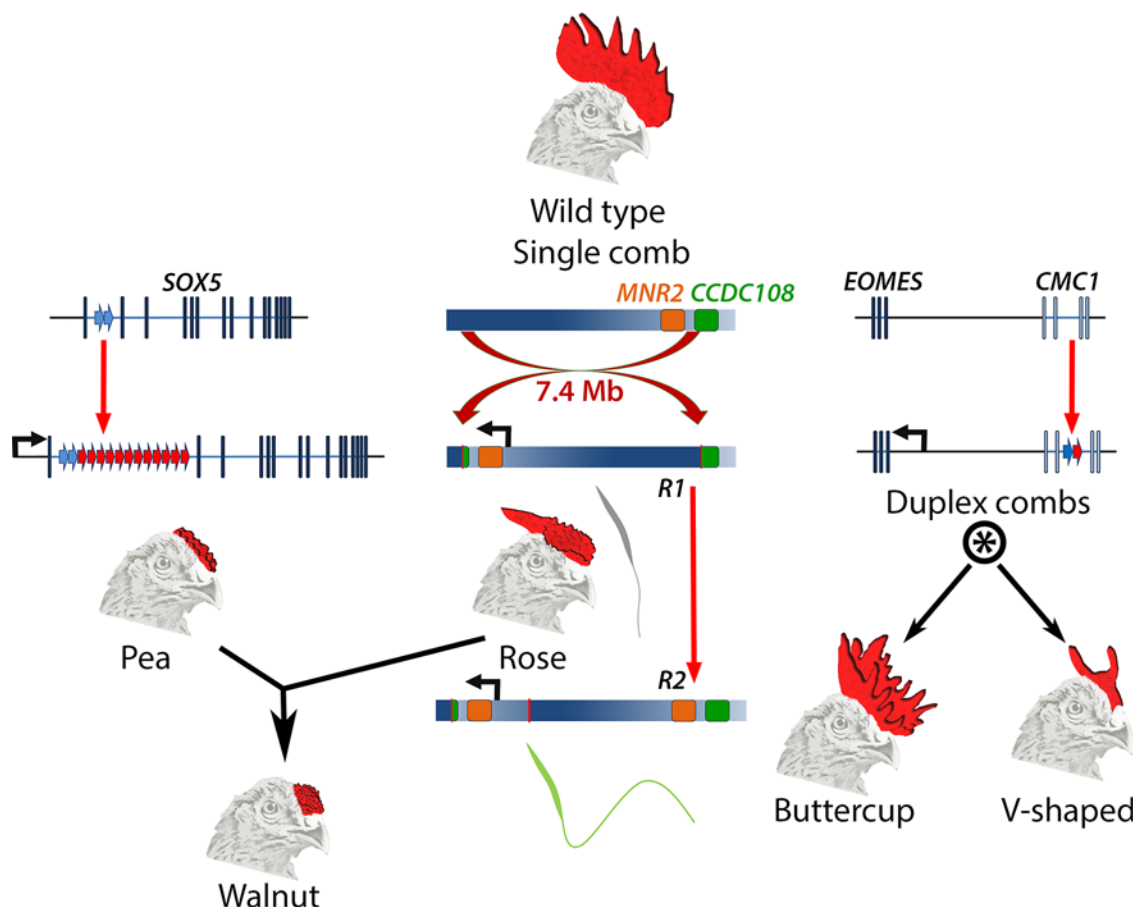 Wild type
Single comb
SOX5
MNR2 CCDC108
EOMES
CMC1
7.4 Mb
R1
Duplex combs
*
Pea
Rose
R2
Buttercup
V-shaped
Walnut